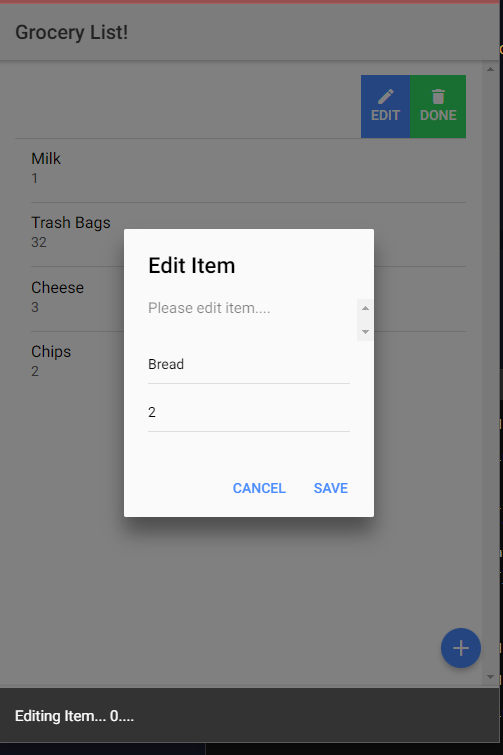 Grocery List!
EDIT DONE
Milk
1
Trash Bags
32
Cheese
3
Chips
2
Edit Item
Please edit item....
Bread
2
CANCEL SAVE
Editing Item... 0....